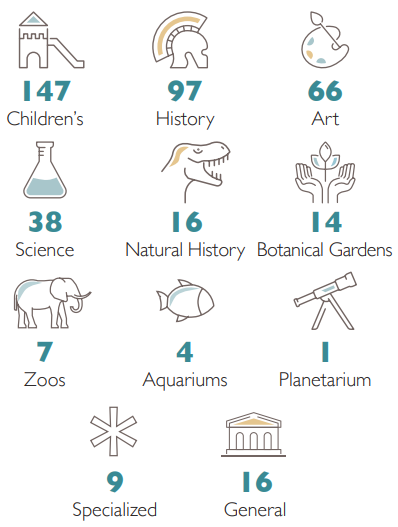 147 97 66
Children's History Art
38 16 14
Science Natural History Botanical Gardens
7 4 1
Zoos Aquariums Planetarium
9 16
Specialized General